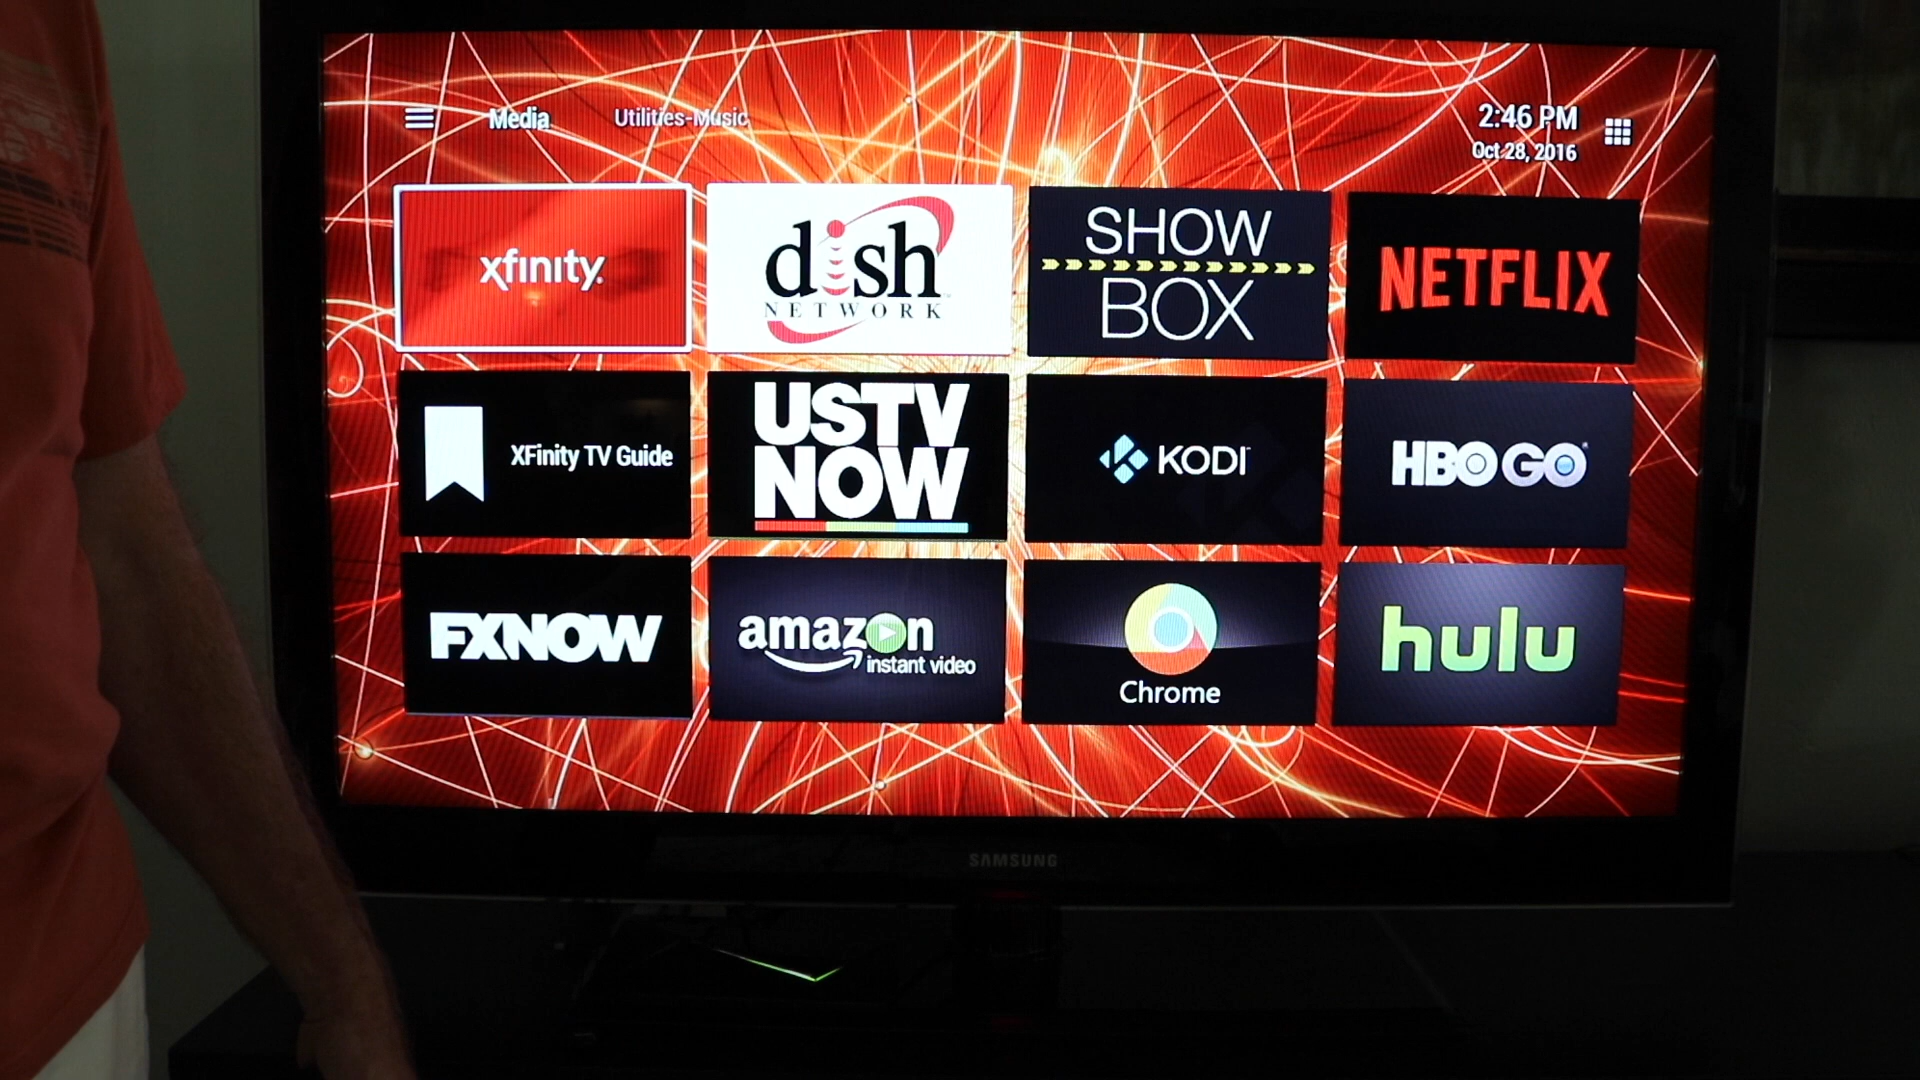 Media Utilities-Music 2:46 PM
Oct 28, 2016
xfinity
dish
NETWORK
SHOW
BOX
NETFLIX
XFinity TV Guide
USTV
NOW
KODI
HBO GO
FXNOW
amazon
instant video
Chrome
hulu
SAMSUNG